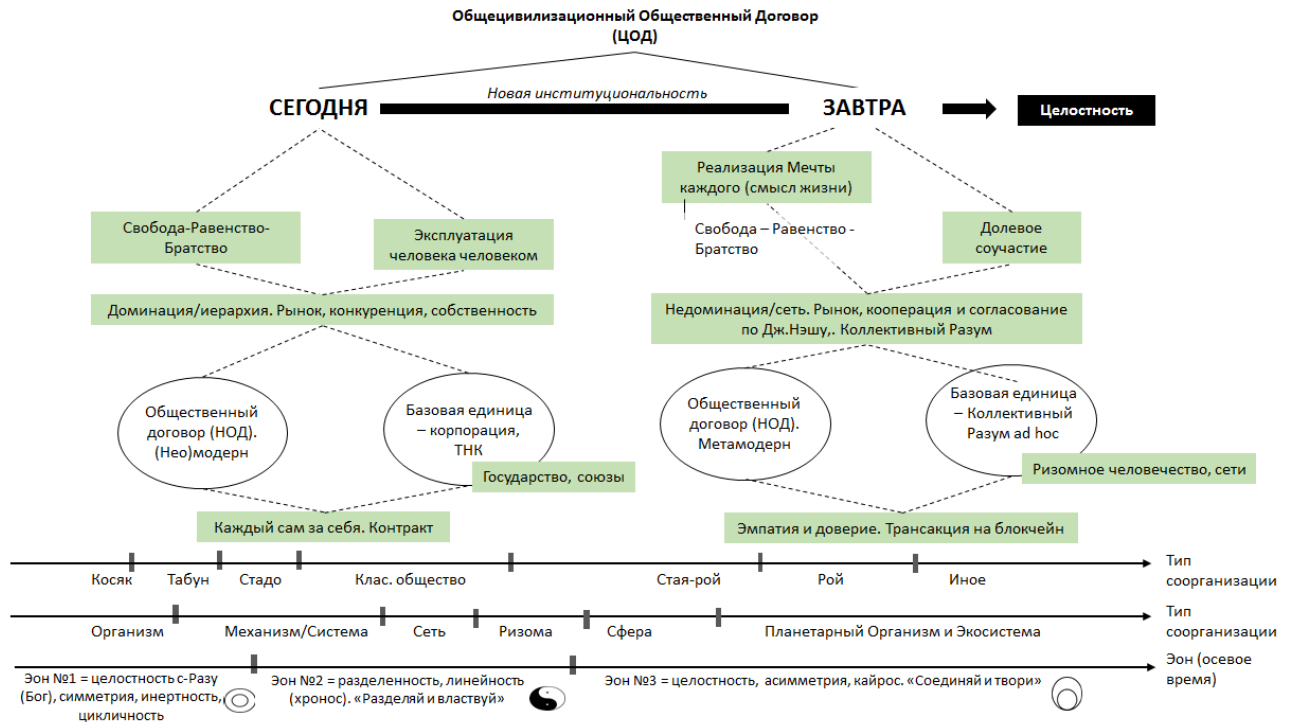 Общецивилизационный Общественный Договор
(ЦОД)
СЕГОДНЯ
Новая институциональность
ЗАВТРА
Целостность
Свобода-Равенство-
Братство
Эксплуатация
человека человеком
Доминация/иерархия. Рынок, конкуренция, собственность
Общественный
договор (НОД).
(Нео)модерн
Базовая единица
– корпорация,
ТНК
Государство, союзы
Каждый сам за себя. Контракт
Реализация Мечты
каждого (смысл жизни)
Свобода – Равенство -
Братство
Долевое
соучастие
Недоминация/сеть. Рынок, кооперация и согласование
по Дж.Нэшу,. Коллективный Разум
Общественный
договор (НОД).
Метамодерн
Базовая единица
– Коллективный
Разум ad hoc
Ризомное человечество, сети
Эмпатия и доверие. Трансакция на блокчейн
Косяк
Табун
Стадо
Клас. общество
Стая-рой
Рой
Иное
Тип
соорганизации
Организм
Механизм/Система
Сеть
Ризома
Сфера
Планетарный Организм и Экосистема
Тип
соорганизации
Эон №1 = целостность с-Разу
(Бог), симметрия, инертность,
цикличность
Эон №2 = разделенность, линейность
(хронос). «Разделяй и властвуй»
Эон №3 = целостность, асимметрия, кайрос. «Соединяй и твори»
Эон (осевое
время)